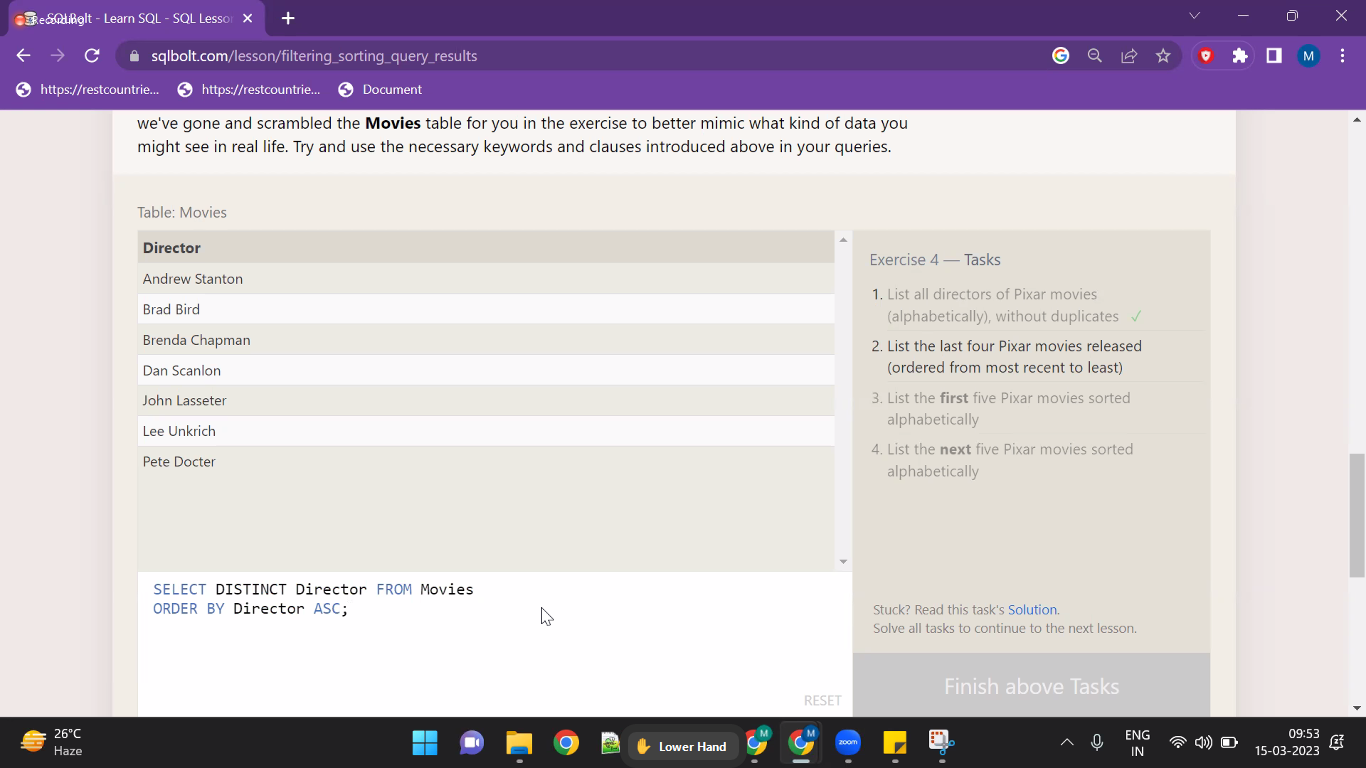 Recording
SQLBolt - Learn SQL - SQL Lesso
sqlbolt.com/lesson/filtering_sorting_query_results
M
https://restcountrie...
https://restcountrie...
Document
we've gone and scrambled the Movies table for you in the exercise to better mimic what kind of data you
might see in real life. Try and use the necessary keywords and clauses introduced above in your queries.
Table: Movies
Director
Andrew Stanton
Brad Bird
Brenda Chapman
Dan Scanlon
John Lasseter
Lee Unkrich
Pete Docter
SELECT DISTINCT Director FROM Movies
ORDER BY Director ASC;
RESET
Exercise 4 — Tasks
1. List all directors of Pixar movies
(alphabetically), without duplicates ✓
2. List the last four Pixar movies released
(ordered from most recent to least)
3. List the first five Pixar movies sorted
alphabetically
4. List the next five Pixar movies sorted
alphabetically
Stuck? Read this task's Solution.
Solve all tasks to continue to the next lesson.
Finish above Tasks
26°C
Haze
Lower Hand
M
M
zoom
ENG
IN
09:53
15-03-2023